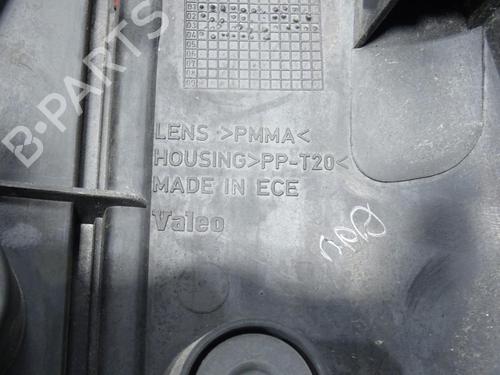 B-PARTS
LENS >PMMA<
HOUSING>PP-T20<
MADE IN ECE
Valeo